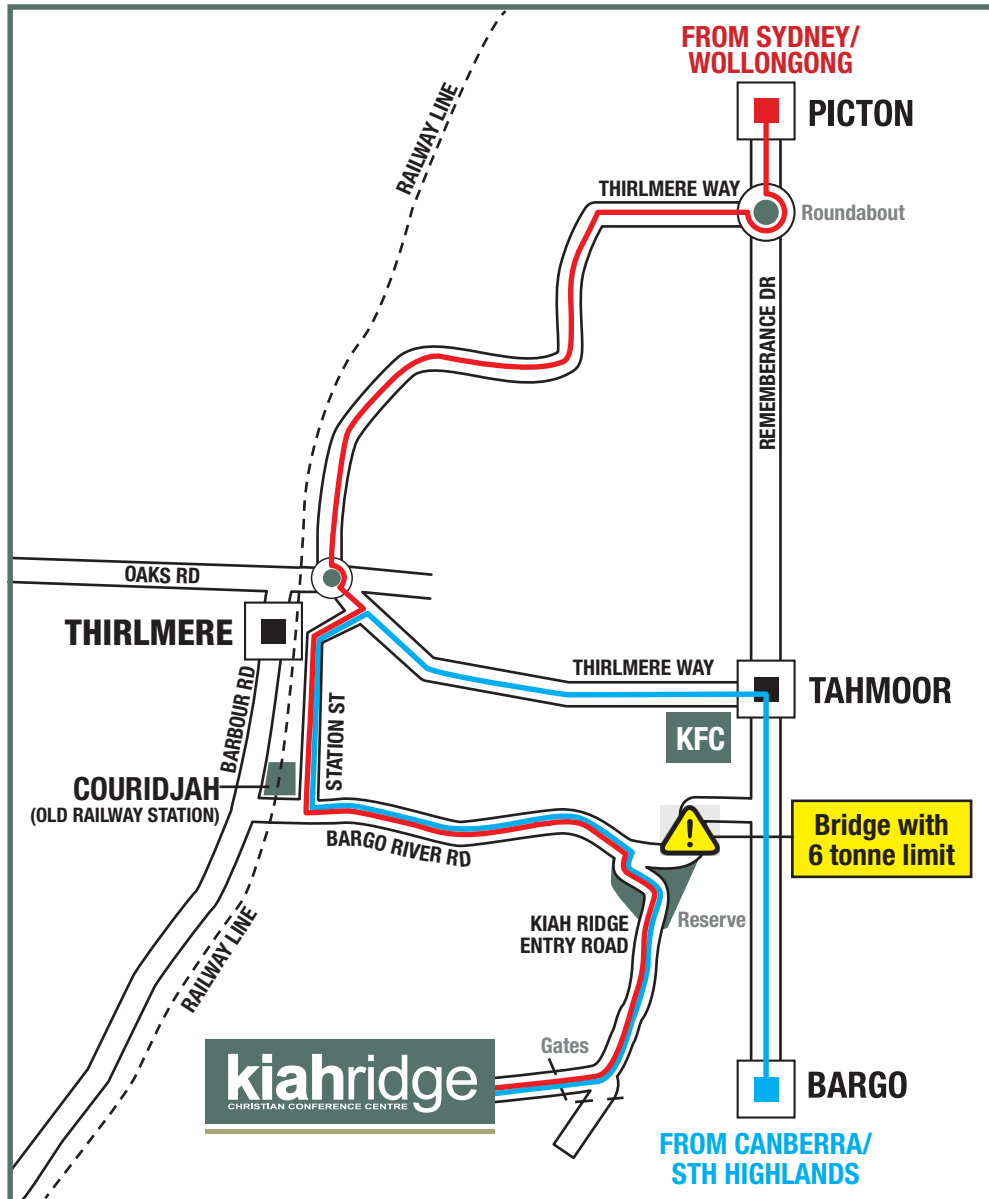 FROM SYDNEY/
WOLLONGONG
PICTON
RAILWAY LINE
THIRLMERE WAY
Roundabout
REMEMBERANCE DR
OAKS RD
THIRLMERE
THIRLMERE WAY
TAHMOOR
BARBOUR RD
STATION ST
KFC
COURIDJAH
(OLD RAILWAY STATION)
BARGO RIVER RD
!
Bridge with
6 tonne limit
KIAH RIDGE
ENTRY ROAD
Reserve
RAILWAY LINE
Gates
kiahridge
CHRISTIAN CONFERENCE CENTRE
BARGO
FROM CANBERRA/
STH HIGHLANDS